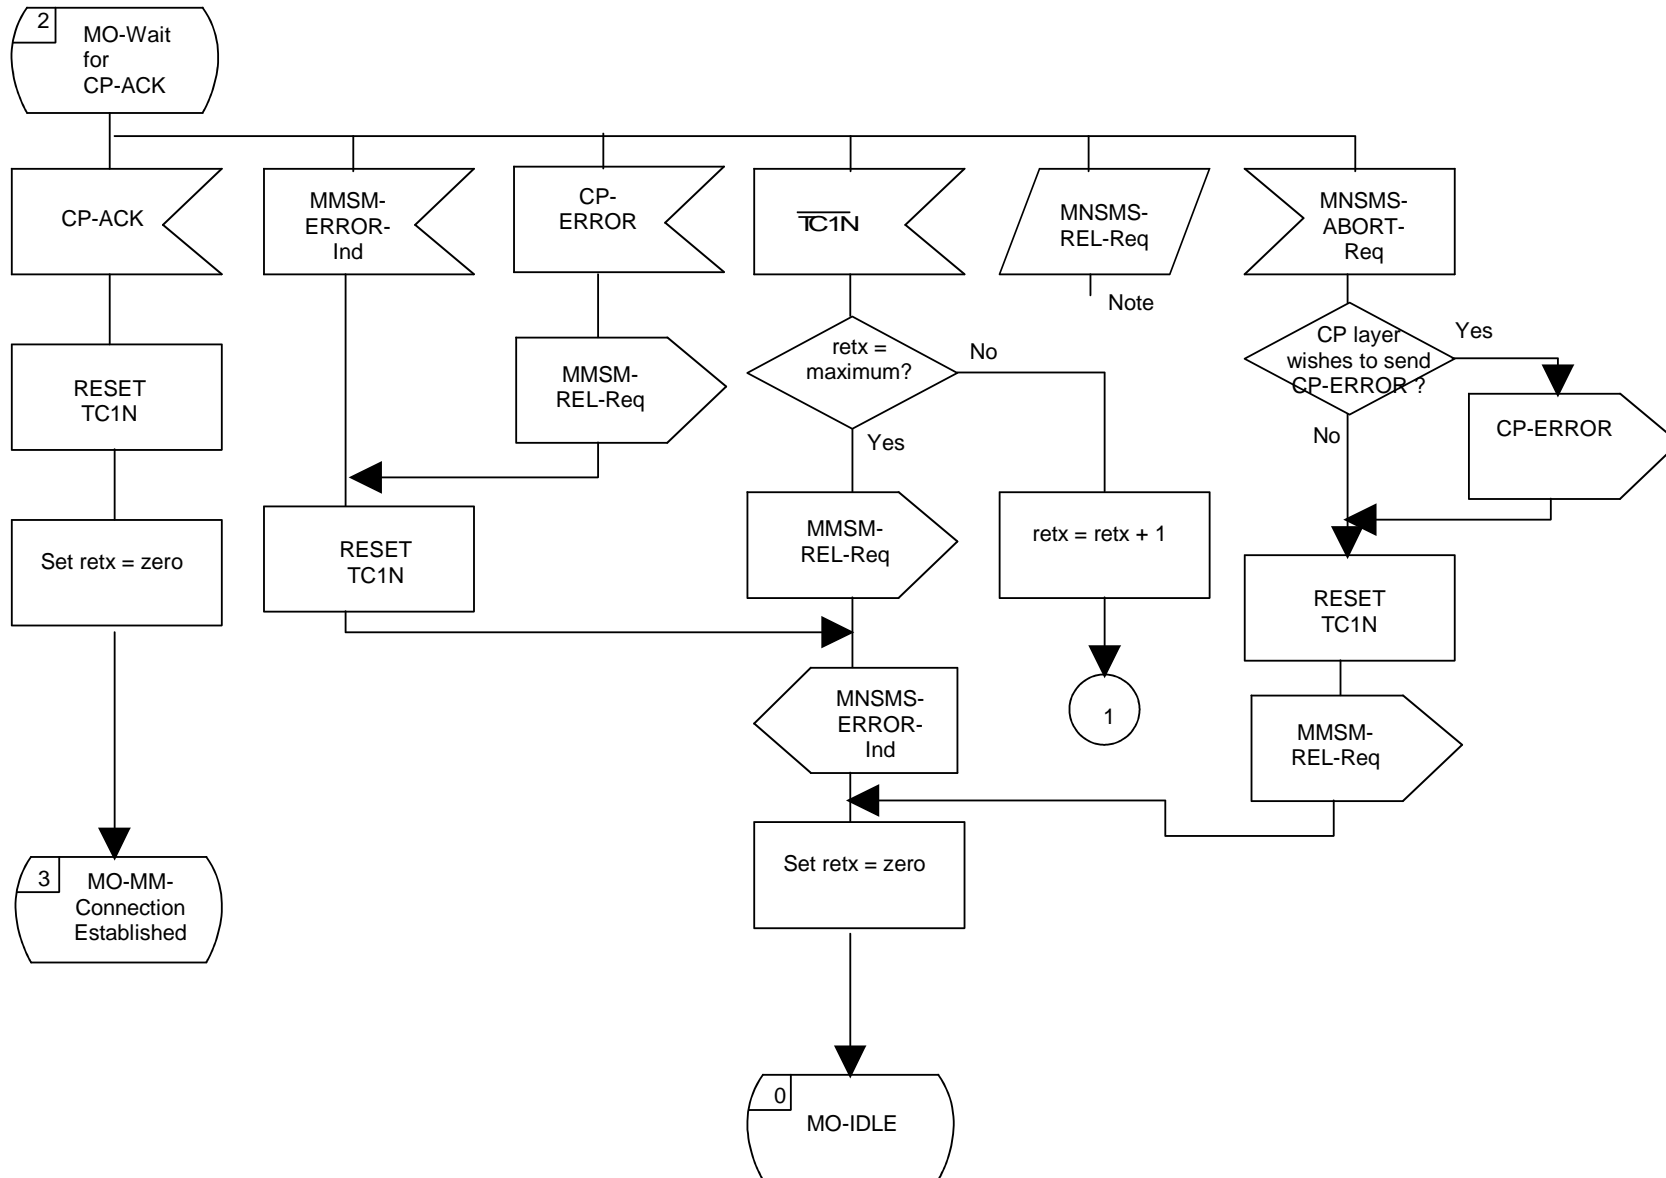 2
MO-Wait
for
CP-ACK
CP-ACK
MMSM-
ERROR-
Ind
CP-
ERROR
TC1N
MNSMS-
REL-Req
Note
MNSMS-
ABORT-
Req
RESET
TC1N
MMSM-
REL-Req
retx =
maximum?
No
Yes
CP layer
wishes to send
CP-ERROR ?
Yes
No
CP-ERROR
Set retx = zero
RESET
TC1N
MMSM-
REL-Req
retx = retx + 1
RESET
TC1N
MNSMS-
ERROR-
Ind
1
MMSM-
REL-Req
Set retx = zero
3
MO-MM-
Connection
Established
0
MO-IDLE